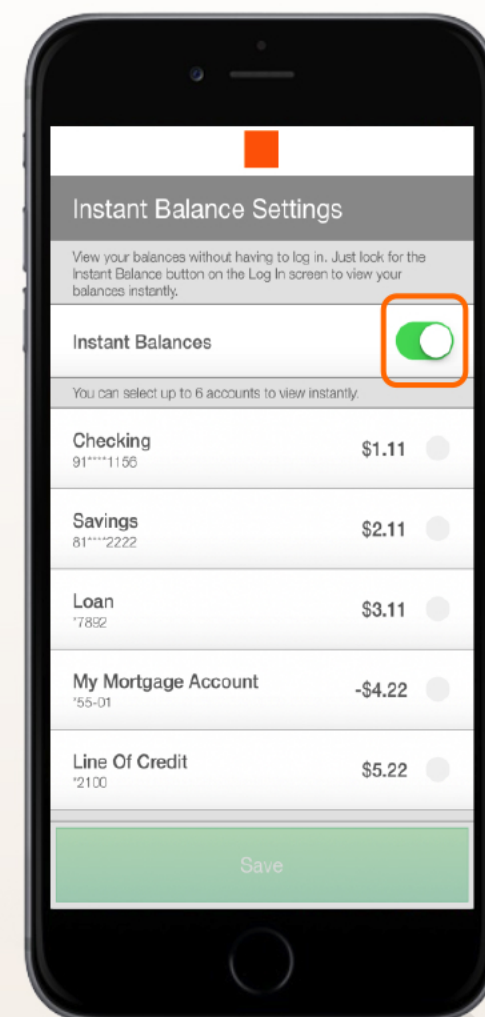 Instant Balance Settings
View your balances without having to log in. Just look for the
Instant Balance button on the Log In screen to view your
balances instantly.
Instant Balances
You can select up to 6 accounts to view instantly.
Checking
91****1156 $1.11
Savings
81****2222 $2.11
Loan
*7892 $3.11
My Mortgage Account
*55-01 -$4.22
Line Of Credit
*2100 $5.22
Save